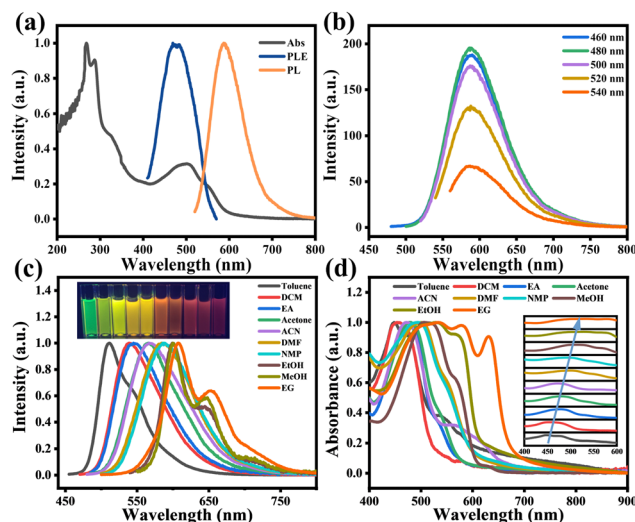 (a)
Intensity (a.u.)
1.0
0.8
0.6
0.4
0.2
0.0
Abs
PLE
PL
200 300 400 500 600 700 800
Wavelength (nm)
(b)
Intensity (a.u.)
200
150
100
50
0
460 nm
480 nm
500 nm
520 nm
540 nm
450 500 550 600 650 700 750 800
Wavelength (nm)
(c)
Intensity (a.u.)
1.4
1.2
1.0
0.8
0.6
0.4
0.2
0.0
Toluene
DCM
EA
Acetone
ACN
DMF
NMP
EtOH
MeOH
EG
450 550 650 750
Wavelength (nm)
(d)
Absorbance (a.u.)
1.0
0.8
0.6
0.4
0.2
0.0
Toluene DCM EA Acetone
ACN DMF NMP MeOH
EtOH EG
400 450 500 550 600
400 500 600 700 800 900
Wavelength (nm)